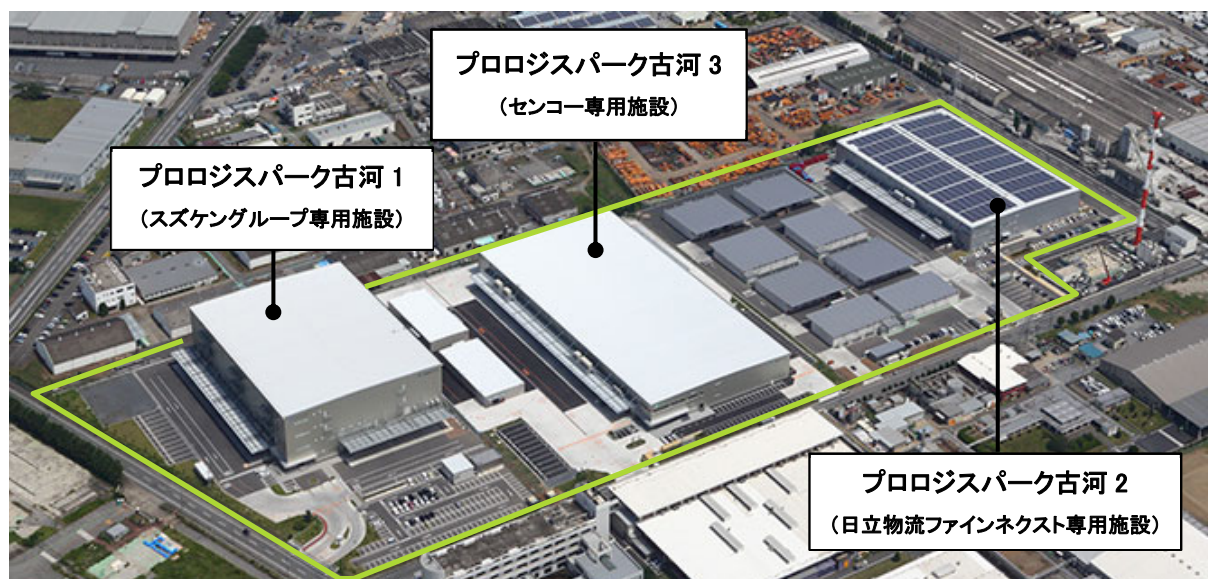 プロロジスパーク古河 3
(センコー専用施設)
プロロジスパーク古河 1
(スズケングループ専用施設)
プロロジスパーク古河 2
(日立物流ファインネクスト専用施設)